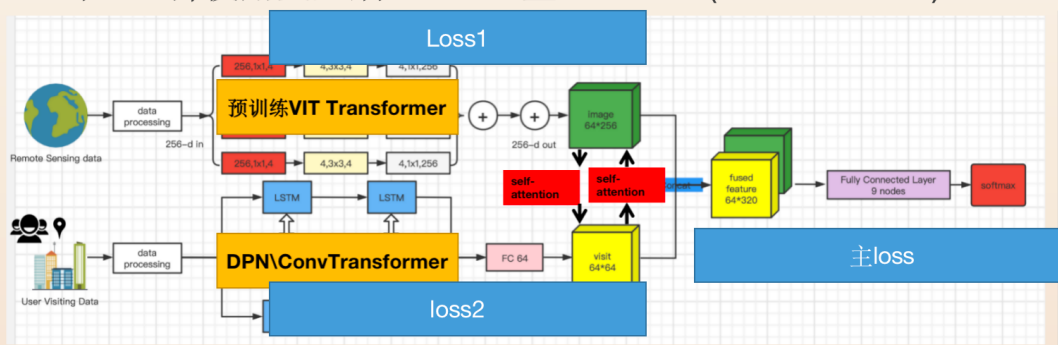 Loss1
256,1x1,4
4,3x3,4
4,1x1,256
预训练VIT Transformer
data
processing
256-d in
Remote Sensing data
+
+
256-d out
image
64*256
256,1x1,4
4,3x3,4
4,1x1,256
self-
attention
self-
attention
fused
feature
64*320
Fully Connected Layer
9 nodes
softmax
LSTM
LSTM
data
processing
User Visiting Data
DPN\ConvTransformer
FC 64
visit
64*64
主loss
loss2